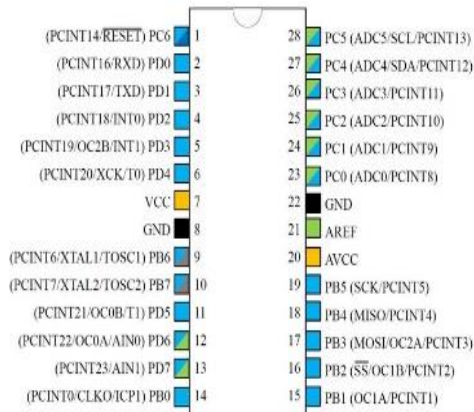 (PCINT14/RESET) PC6 1
(PCINT16/RXD) PD0 2
(PCINT17/TXD) PD1 3
(PCINT18/INT0) PD2 4
(PCINT19/OC2B/INT1) PD3 5
(PCINT20/XCK/T0) PD4 6
VCC 7
GND 8
(PCINT6/XTAL1/TOSC1) PB6 9
(PCINT7/XTAL2/TOSC2) PB7 10
(PCINT21/OC0B/T1) PD5 11
(PCINT22/OC0A/AIN0) PD6 12
(PCINT23/AIN1) PD7 13
(PCINT0/CLKO/ICP1) PB0 14
28 PC5 (ADC5/SCL/PCINT13)
27 PC4 (ADC4/SDA/PCINT12)
26 PC3 (ADC3/PCINT11)
25 PC2 (ADC2/PCINT10)
24 PC1 (ADC1/PCINT9)
23 PC0 (ADC0/PCINT8)
22 GND
21 AREF
20 AVCC
19 PB5 (SCK/PCINT5)
18 PB4 (MISO/PCINT4)
17 PB3 (MOSI/OC2A/PCINT3)
16 PB2 (SS/OC1B/PCINT2)
15 PB1 (OC1A/PCINT1)